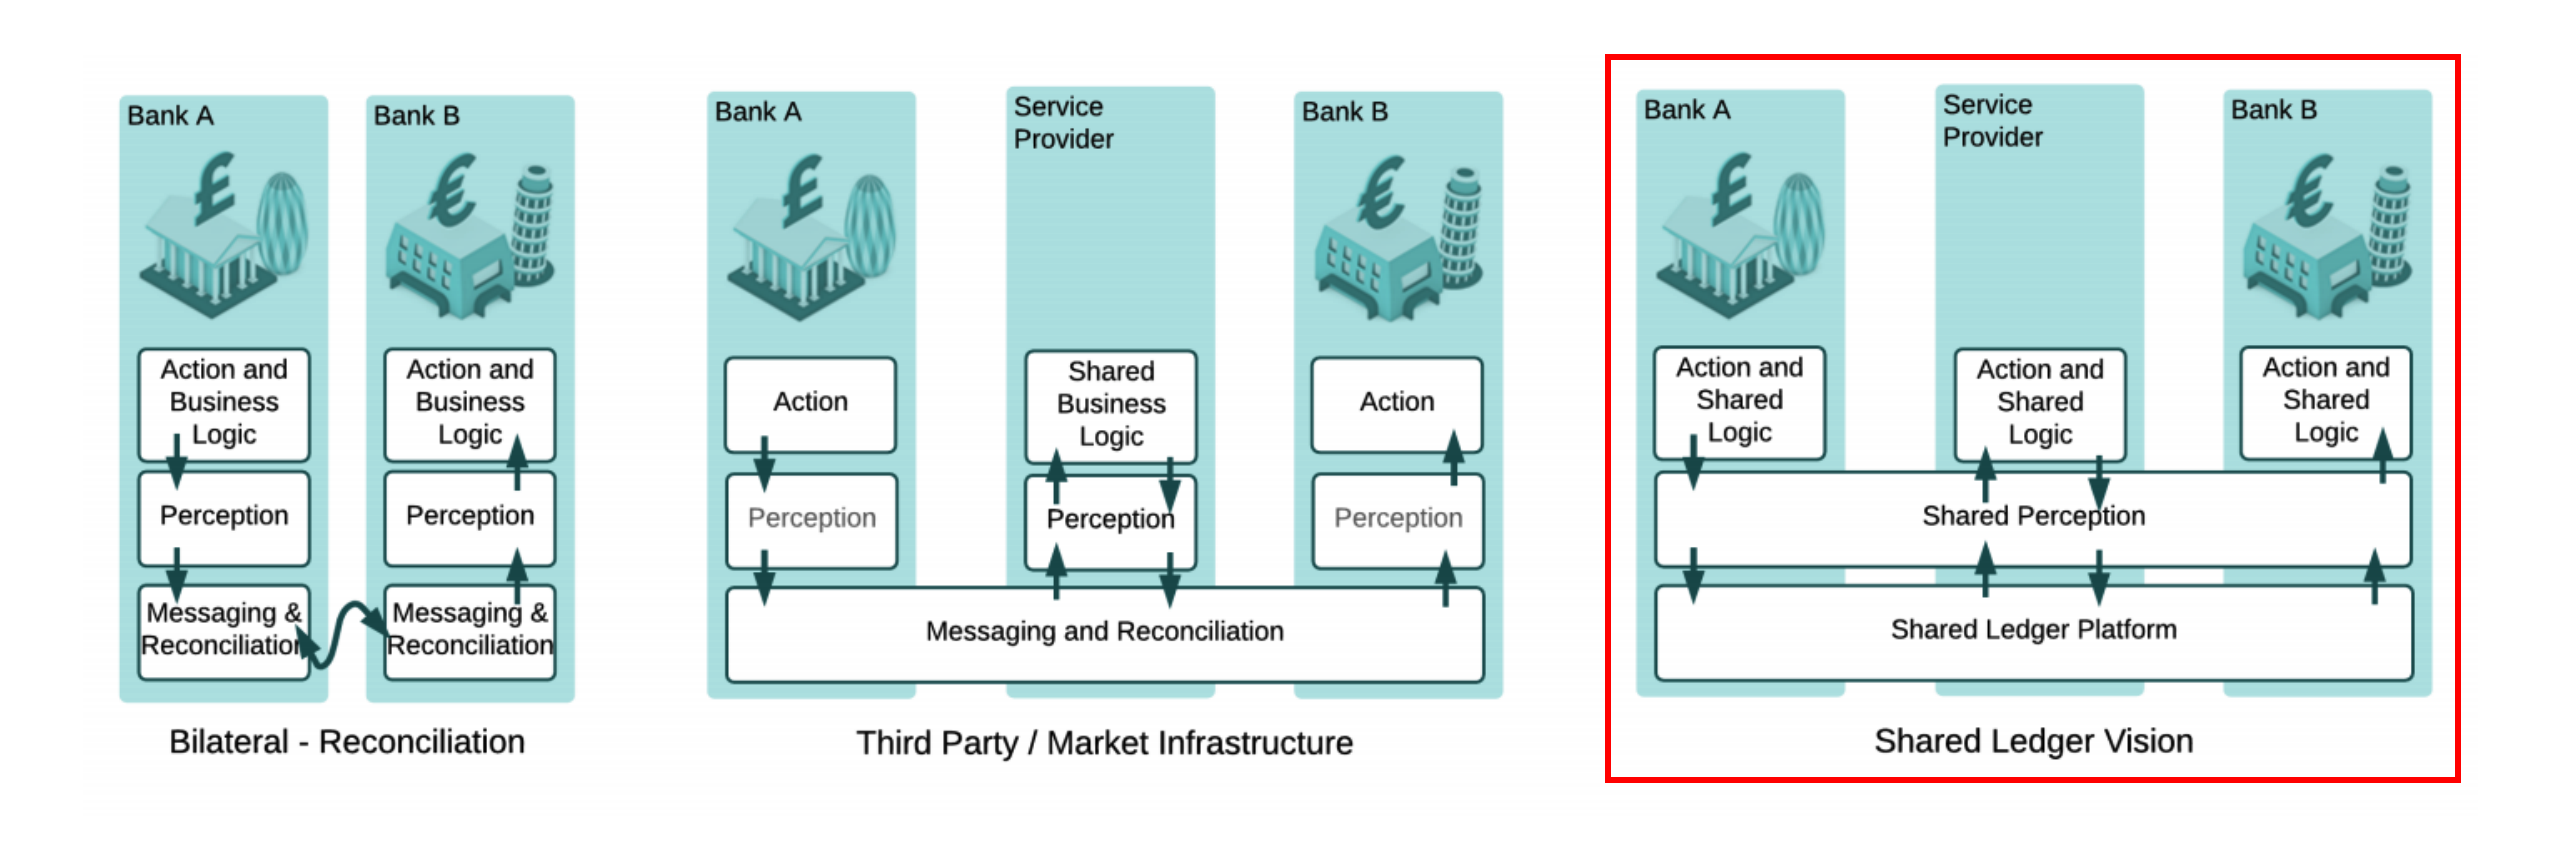 Bank A
£
Action and
Business
Logic
Perception
Messaging &
Reconciliation
Bank B
€
Action and
Business
Logic
Perception
Messaging &
Reconciliation
Bilateral - Reconciliation
Bank A
£
Action
Perception
Service
Provider
Shared
Business
Logic
Perception
Bank B
€
Action
Perception
Messaging and Reconciliation
Third Party / Market Infrastructure
Bank A
£
Action and
Shared
Logic
Service
Provider
Action and
Shared
Logic
Bank B
€
Action and
Shared
Logic
Shared Perception
Shared Ledger Platform
Shared Ledger Vision